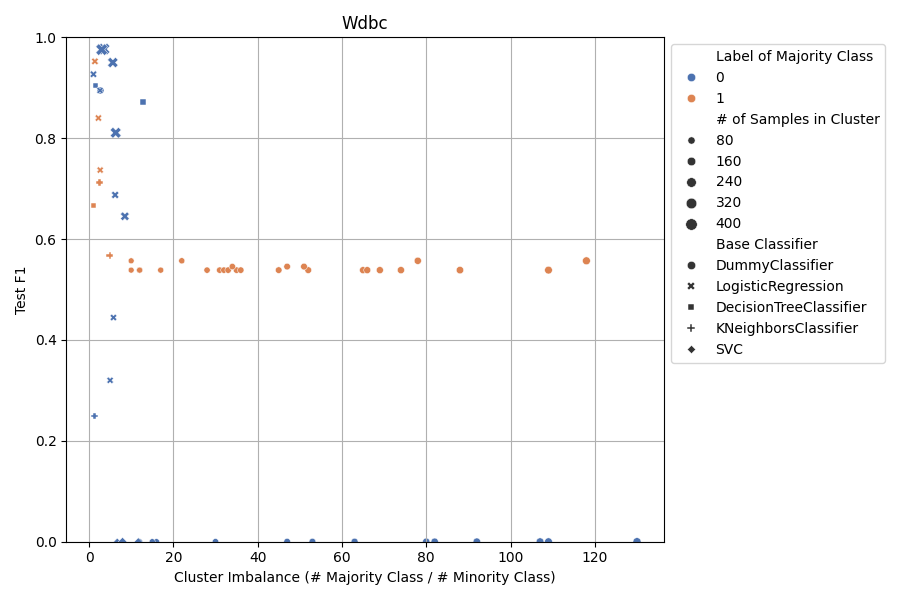 Wdbc
1.0
0.8
0.6
0.4
0.2
0.0
Test F1
0
20
40
60
80
100
120
Cluster Imbalance (# Majority Class / # Minority Class)
Label of Majority Class
0
1
# of Samples in Cluster
80
160
240
320
400
Base Classifier
DummyClassifier
LogisticRegression
DecisionTreeClassifier
KNeighborsClassifier
SVC